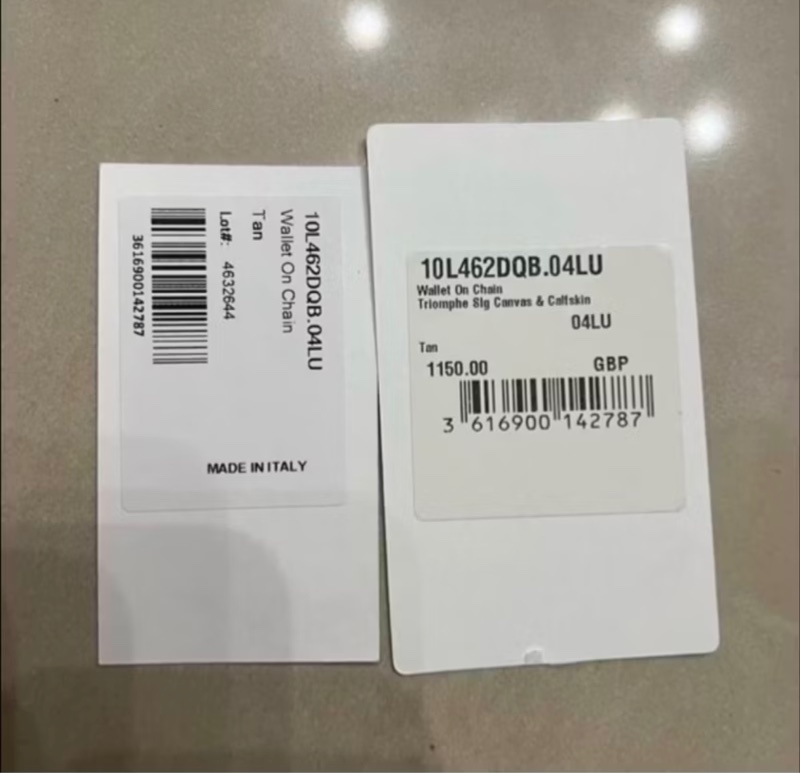 10L462DQB.04LU
Wallet On Chain
Tan
Lot#: 4632644
3616900142787
MADE IN ITALY
10L462DQB.04LU
Wallet On Chain
Triomphe Sig Canvas & Calfskin
04LU
Tan
1150.00 GBP
3 616900 142787